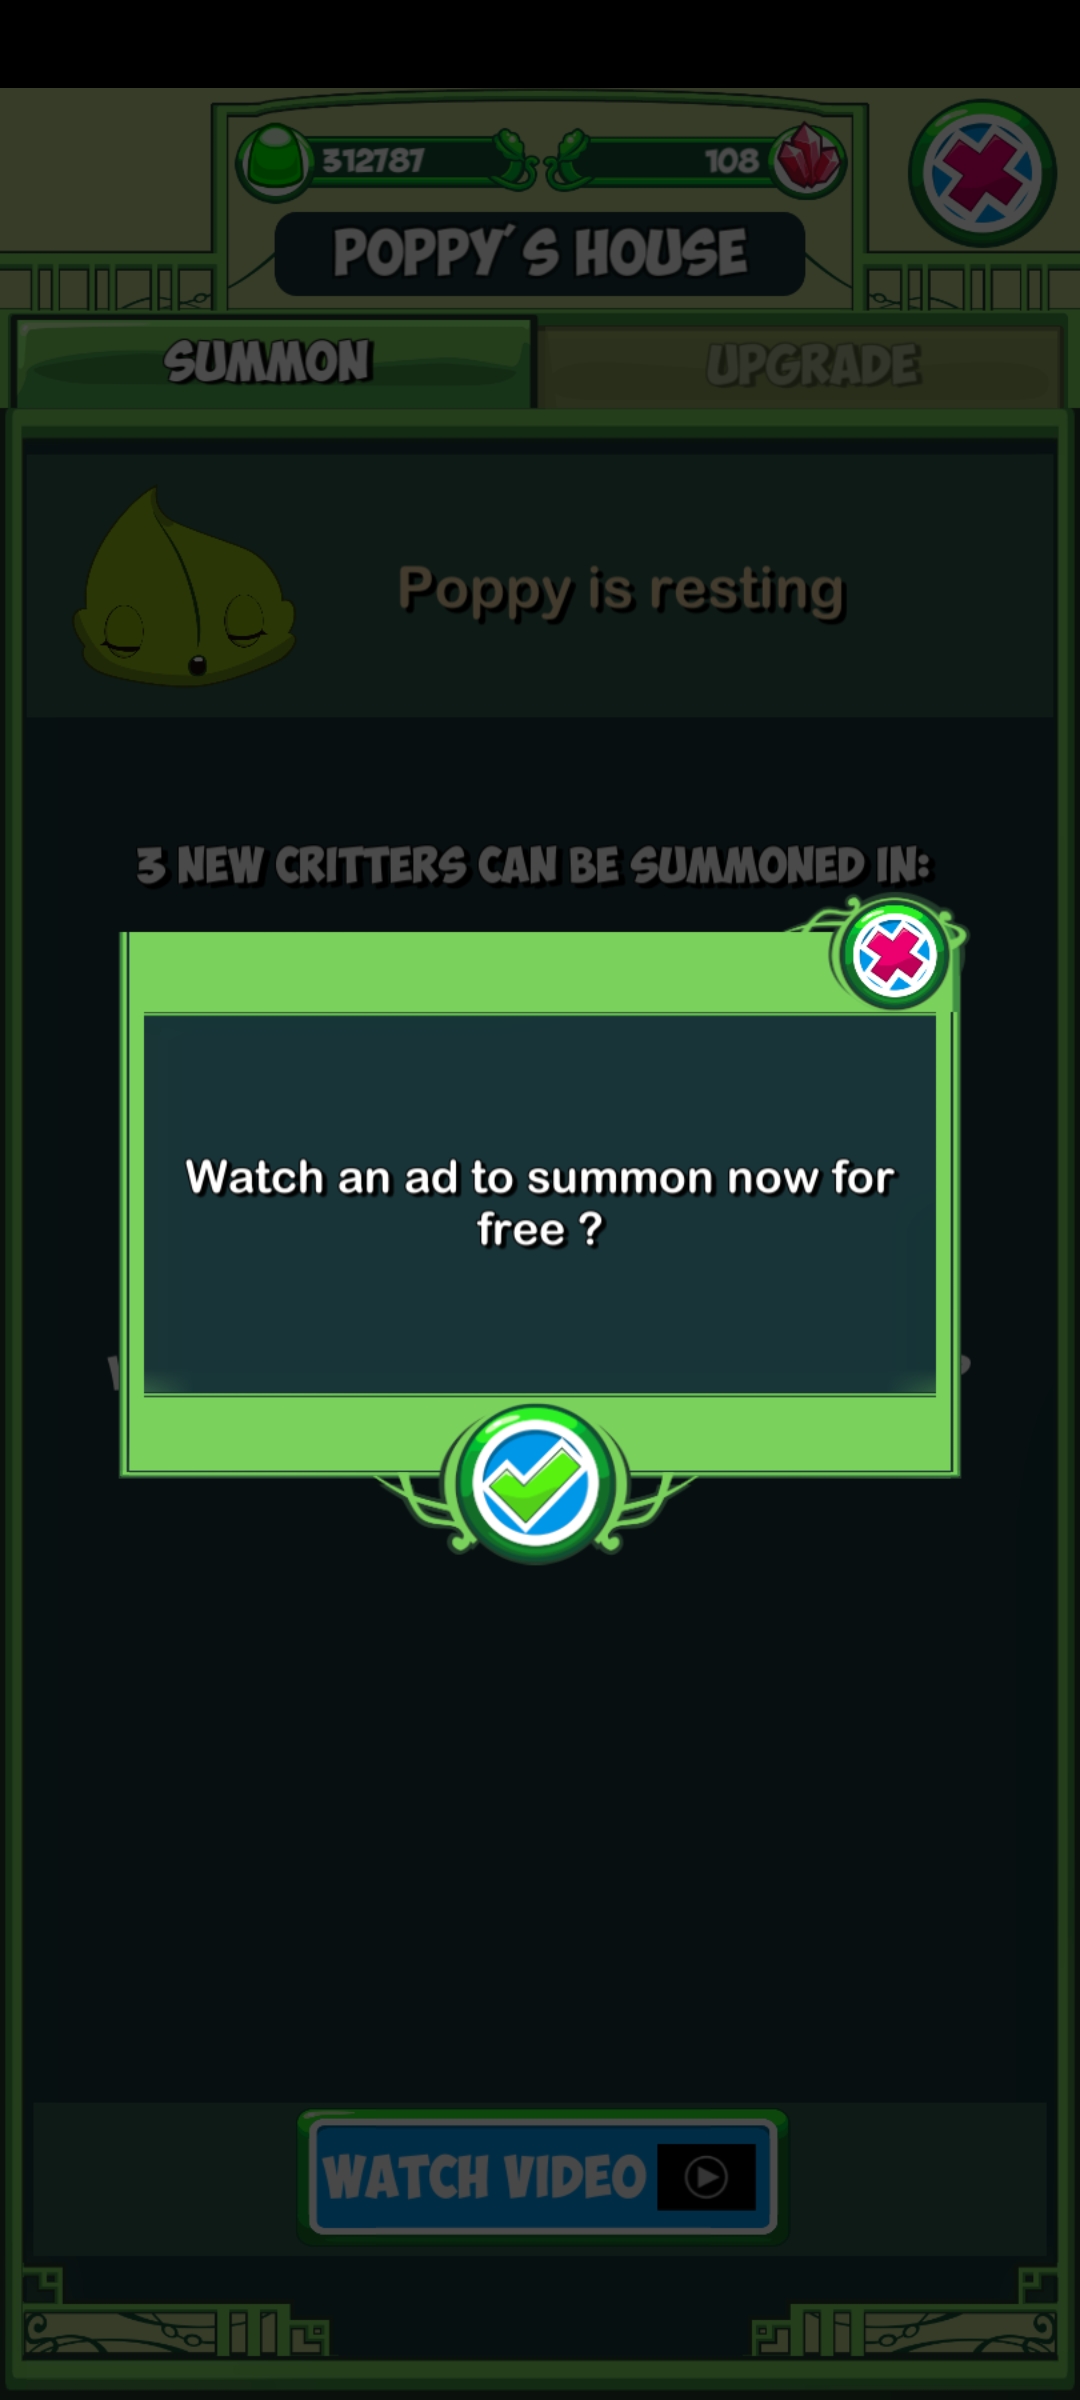 312787
108
POPPY´S HOUSE
SUMMON
UPGRADE
Poppy is resting
3 NEW CRITTERS CAN BE SUMMONED IN:
Watch an ad to summon now for
free ?
WATCH VIDEO